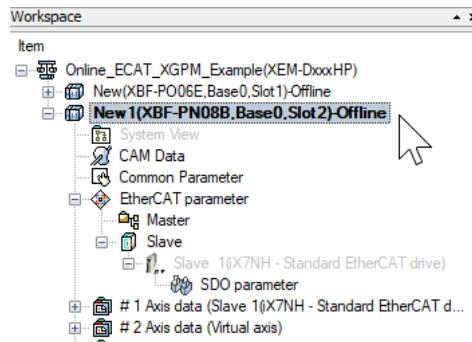 Workspace
Item
Online_ECAT_XGPM_Example(XEM-DxxxHP)
New(XBF-PO06E,Base0,Slot1)-Offline
New1(XBF-PN08B,Base0,Slot2)-Offline
System View
CAM Data
Common Parameter
EtherCAT parameter
Master
Slave
Slave 1(iX7NH - Standard EtherCAT drive)
SDO parameter
# 1 Axis data (Slave 1(iX7NH - Standard EtherCAT d...
# 2 Axis data (Virtual axis)